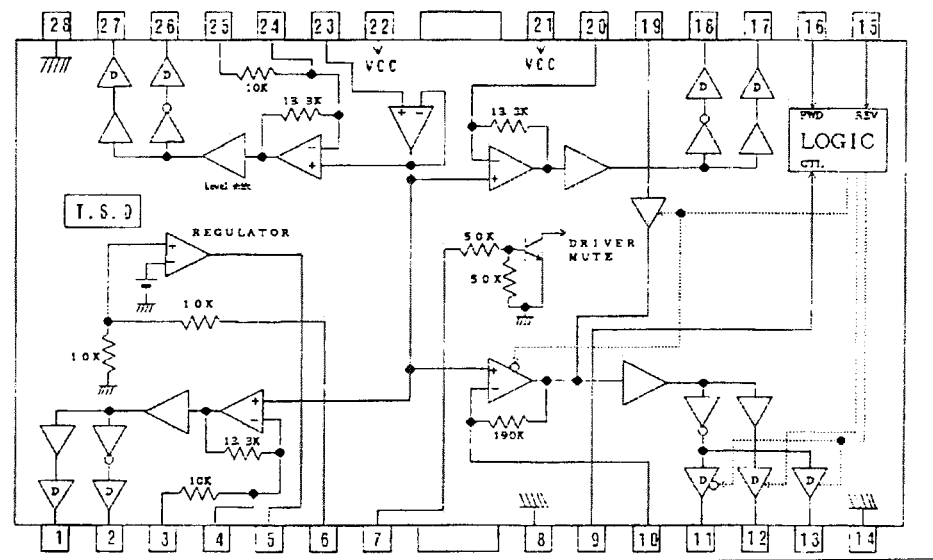 28 27 26 25 24 23 22 21 20 19 18 17 16 15
VCC VCC
10K
13.3K
13.3K
D D D D
FWD REV
LOGIC
CTL
Level shift
T.S.D
REGULATOR
50K
DRIVER
MUTE
50K
10K
10K
13.3K
190K
10K
D D D D D
1 2 3 4 5 6 7 8 9 10 11 12 13 14